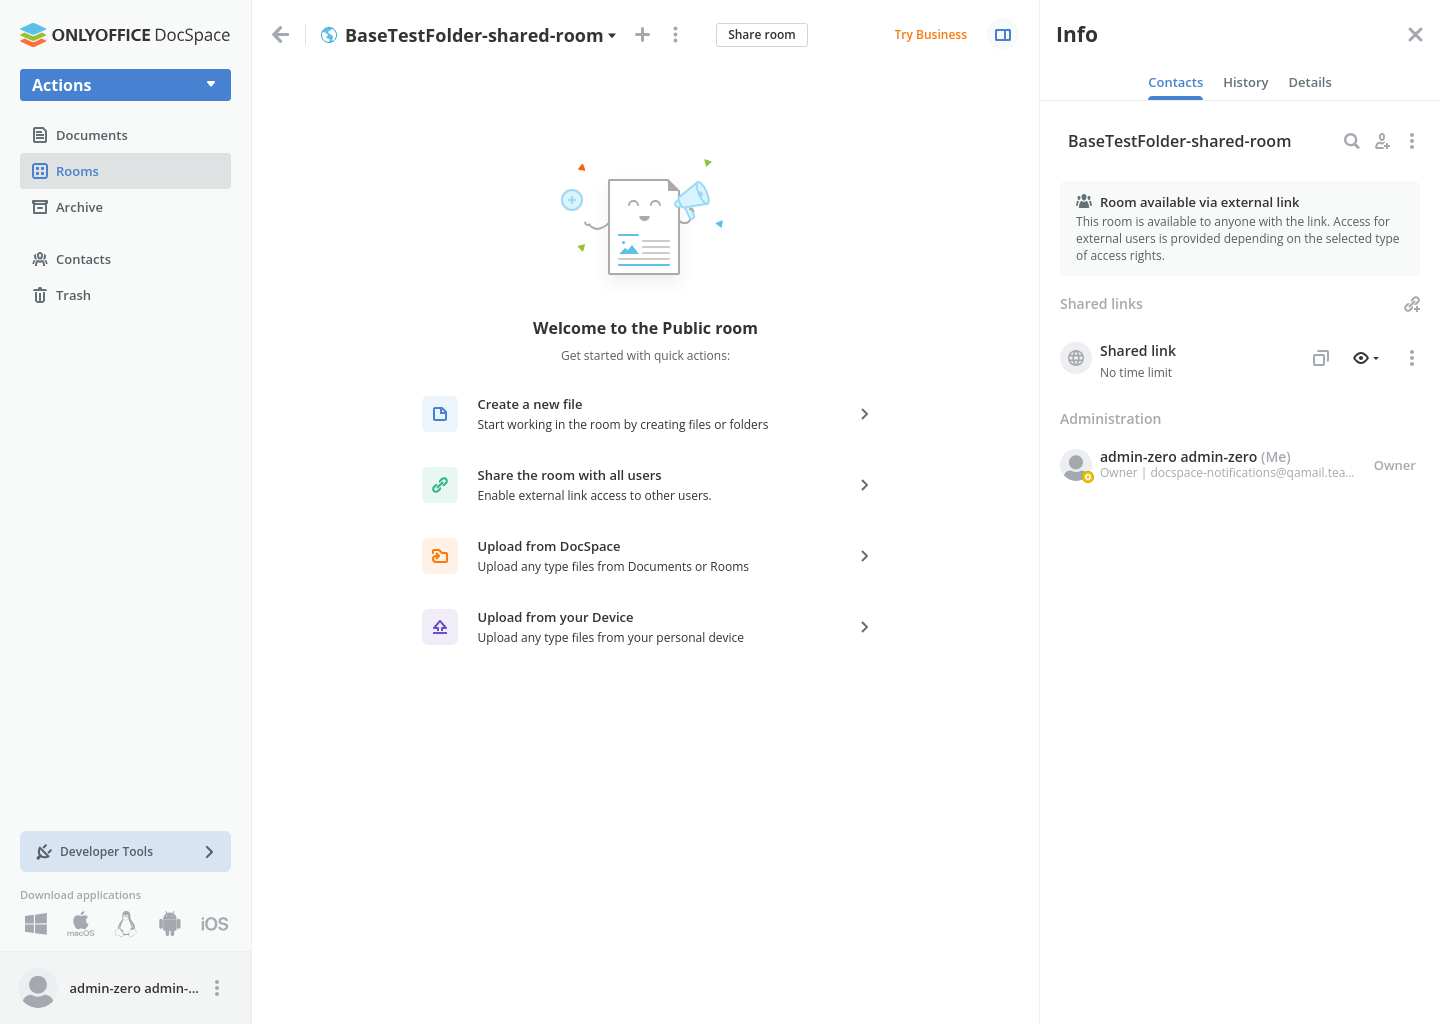 ONLYOFFICE DocSpace
Actions
Documents
Rooms
Archive
Contacts
Trash
Developer Tools
Download applications
macOS
iOS
admin-zero admin-...
BaseTestFolder-shared-room
Share room
Try Business
Welcome to the Public room
Get started with quick actions:
Create a new file
Start working in the room by creating files or folders
Share the room with all users
Enable external link access to other users.
Upload from DocSpace
Upload any type files from Documents or Rooms
Upload from your Device
Upload any type files from your personal device
Info
Contacts
History
Details
BaseTestFolder-shared-room
Room available via external link
This room is available to anyone with the link. Access for
external users is provided depending on the selected type
of access rights.
Shared links
Shared link
No time limit
Administration
admin-zero admin-zero (Me)
Owner | docspace-notifications@qamail.tea...
Owner